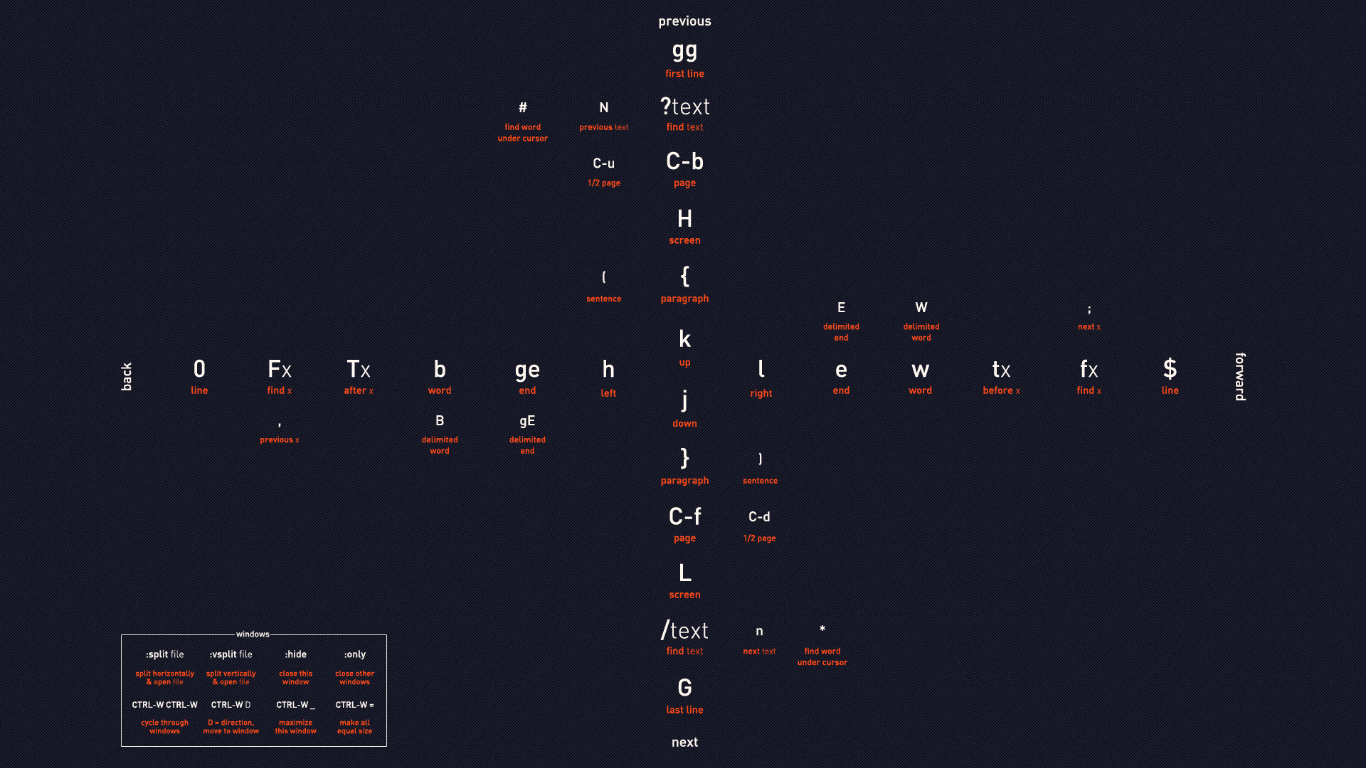 previous
gg
first line
# N ?text
find word previous text find text
under cursor
C-u C-b
1/2 page page
H
screen
( {
sentence paragraph
E W ;
delimited delimited next x
end word
k
up
back 0 Fx Tx b ge h l e w tx fx $ forward
line find x after x word end left right end word before x find x line
j
down
, B gE
previous x delimited delimited
word end
} )
paragraph sentence
C-f C-d
page 1/2 page
L
screen
/text n *
find text next text find word
under cursor
G
last line
next
windows
:split file :vsplit file :hide :only
split horizontally split vertically close this close other
& open file & open file window windows
CTRL-W CTRL-W CTRL-W D CTRL-W _ CTRL-W =
cycle through D = direction, maximize make all
windows move to window this window equal size